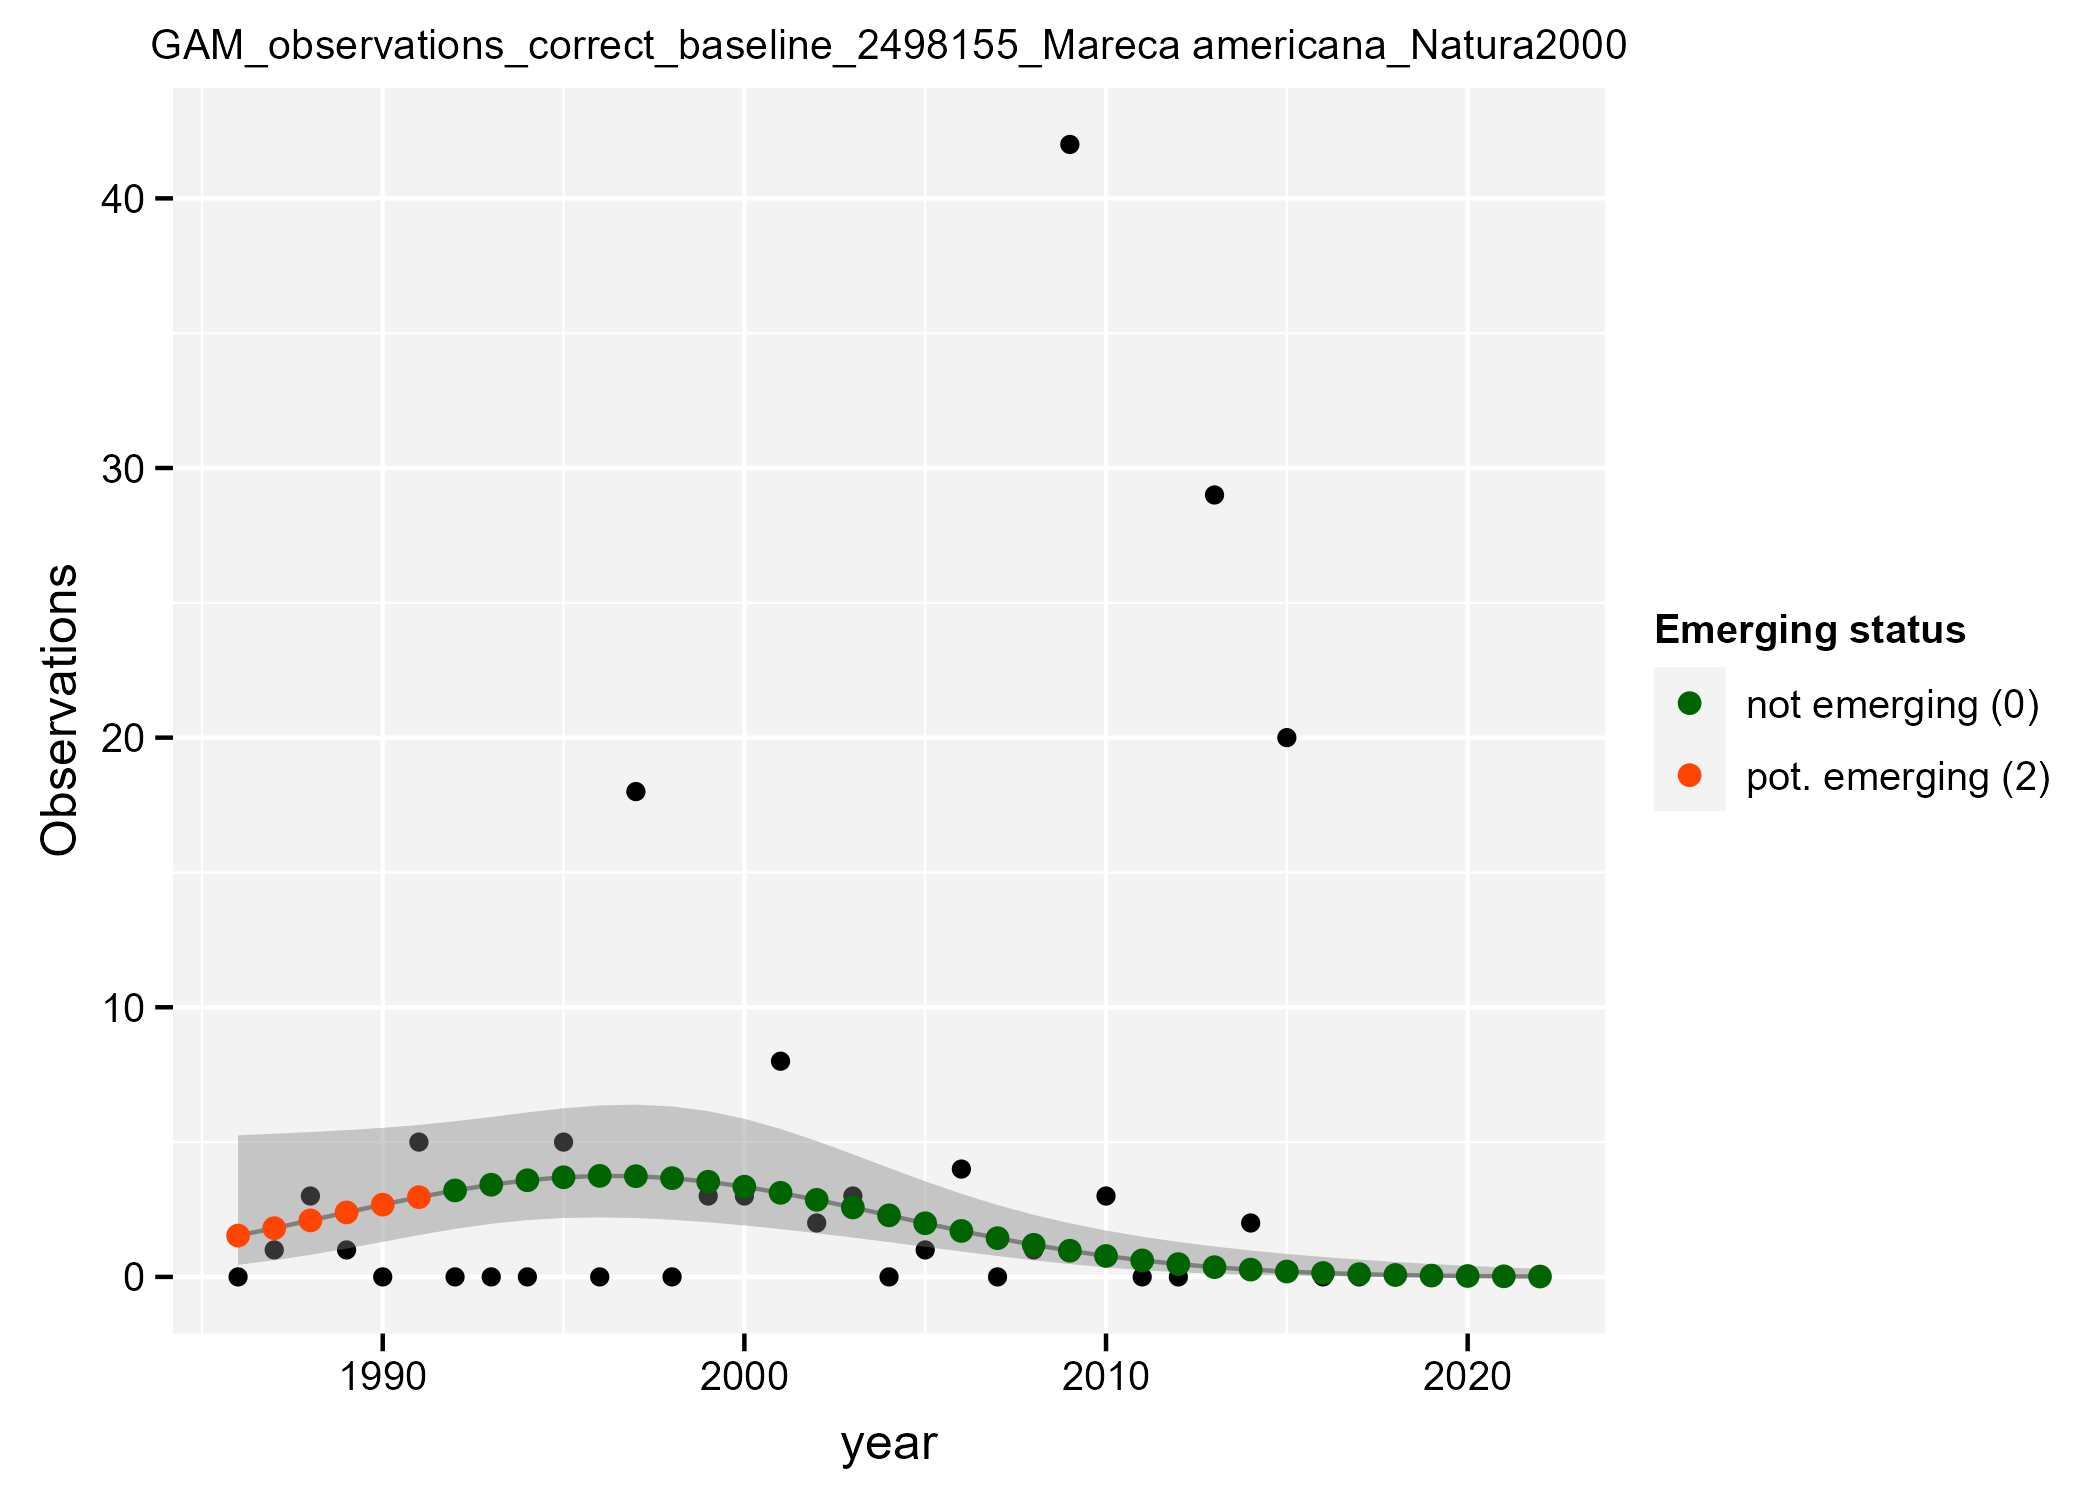 GAM_observations_correct_baseline_2498155_Mareca americana_Natura2000
Observations
40
30
20
10
0
1990
2000
2010
2020
year
Emerging status
not emerging (0)
pot. emerging (2)